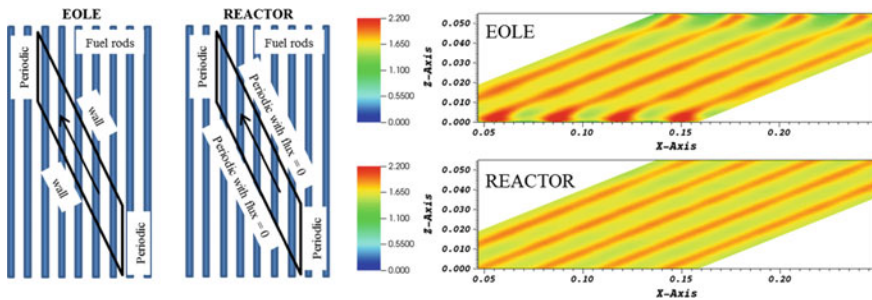 EOLE
Fuel rods
Periodic
wall
wall
Periodic
REACTOR
Fuel rods
Periodic
Periodic with flux = 0
Periodic with flux = 0
Periodic
2.200
1.650
1.100
0.5500
0.000
EOLE
Z-Axis
0.050
0.040
0.030
0.020
0.010
0.000
0.05 0.10 0.15 0.20
X-Axis
2.200
1.650
1.100
0.5500
0.000
REACTOR
Z-Axis
0.050
0.040
0.030
0.020
0.010
0.000
0.05 0.10 0.15 0.20
X-Axis